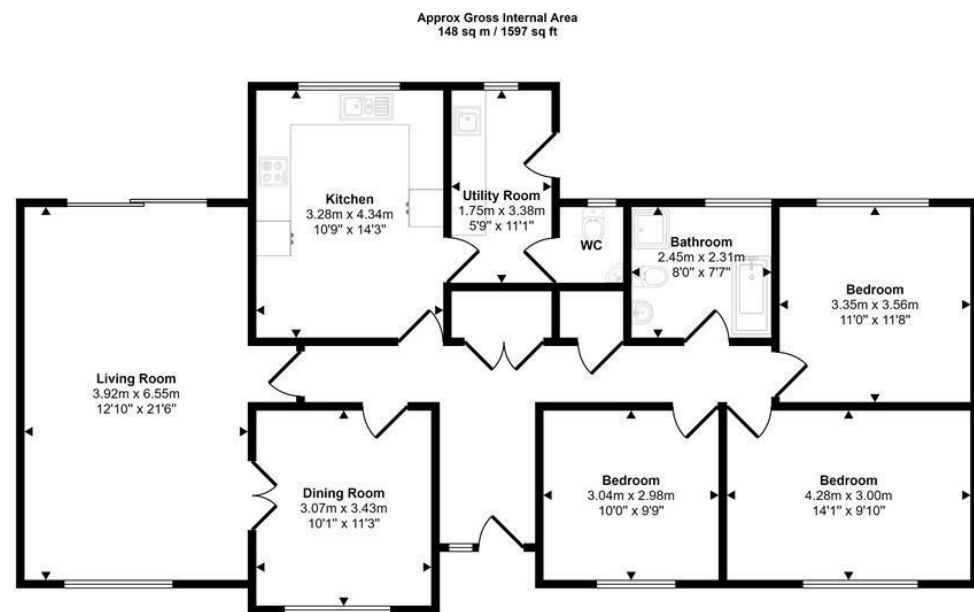 Approx Gross Internal Area
148 sq m / 1597 sq ft
Kitchen
3.28m x 4.34m
10'9" x 14'3"
Utility Room
1.75m x 3.38m
5'9" x 11'1"
WC
Bathroom
2.45m x 2.31m
8'0" x 7'7"
Bedroom
3.35m x 3.56m
11'0" x 11'8"
Living Room
3.92m x 6.55m
12'10" x 21'6"
Dining Room
3.07m x 3.43m
10'1" x 11'3"
Bedroom
3.04m x 2.98m
10'0" x 9'9"
Bedroom
4.28m x 3.00m
14'1" x 9'10"